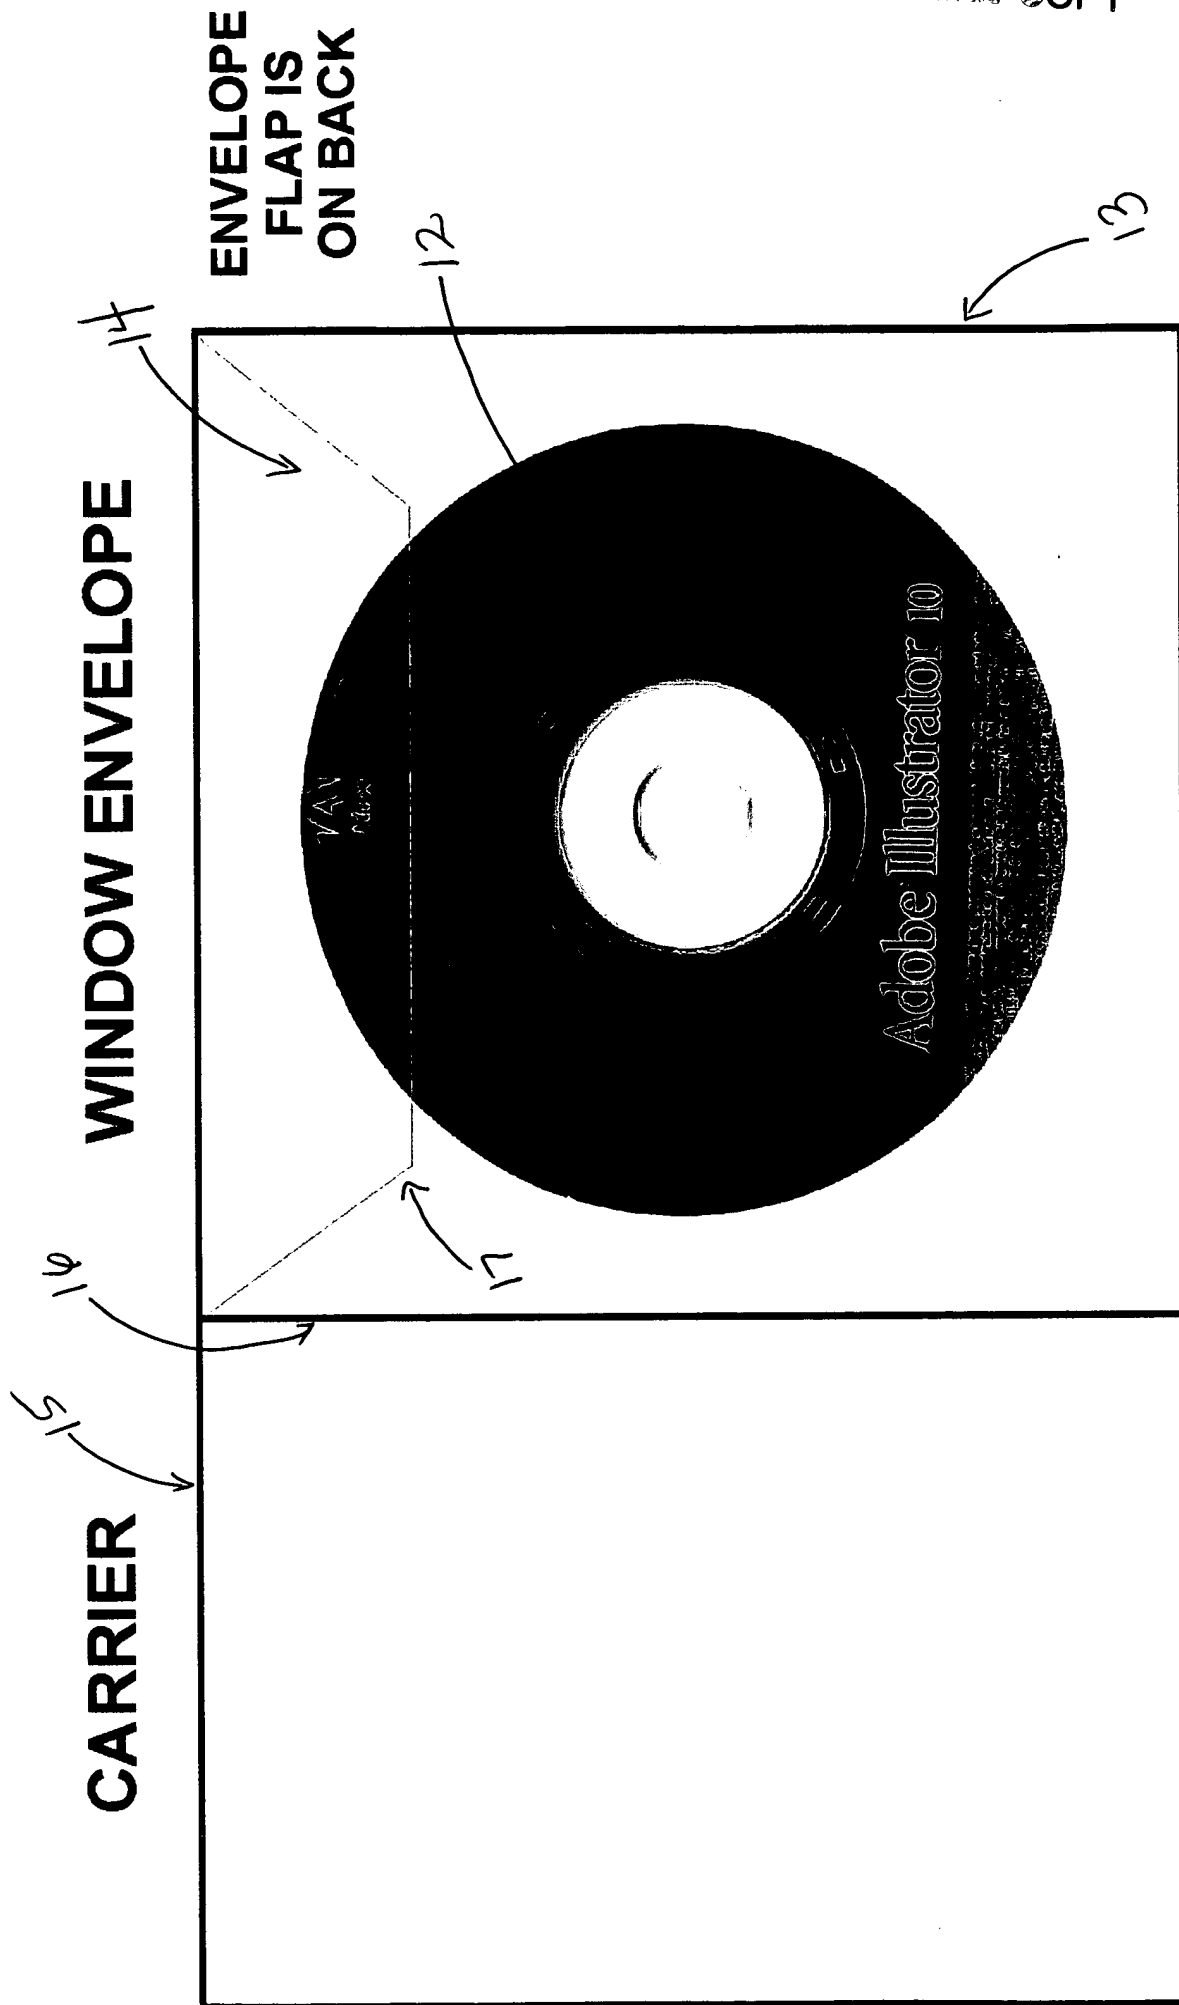 CARRIER
WINDOW ENVELOPE
ENVELOPE
FLAP IS
ON BACK
15
16
14
12
17
13
Adobe Illustrator 10